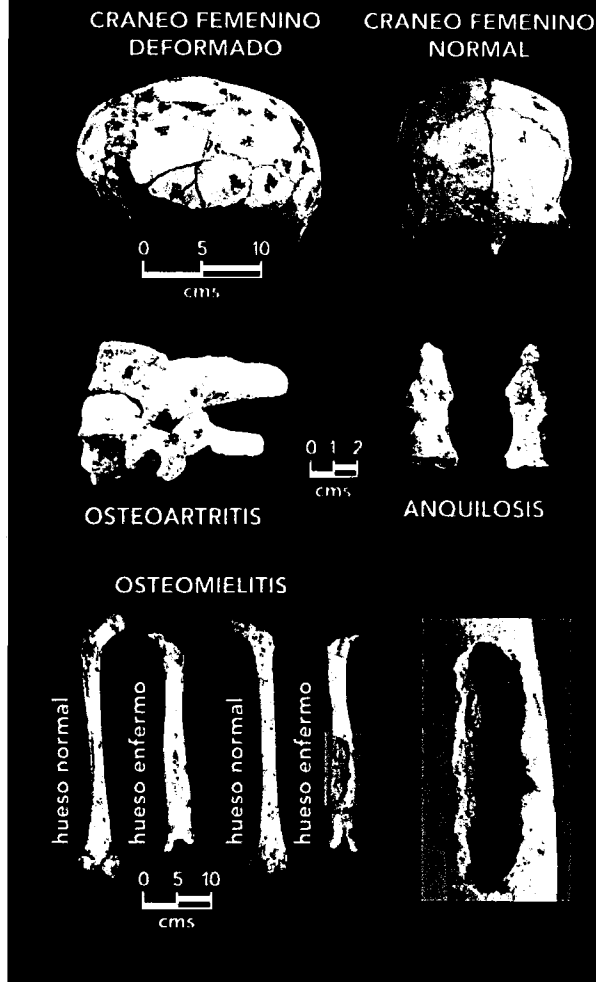 CRANEO FEMENINO
DEFORMADO
CRANEO FEMENINO
NORMAL
0 5 10
cms
0 1 2
cms
OSTEOARTRITIS
ANQUILOSIS
OSTEOMIELITIS
hueso normal
hueso enfermo
hueso normal
hueso enfermo
0 5 10
cms